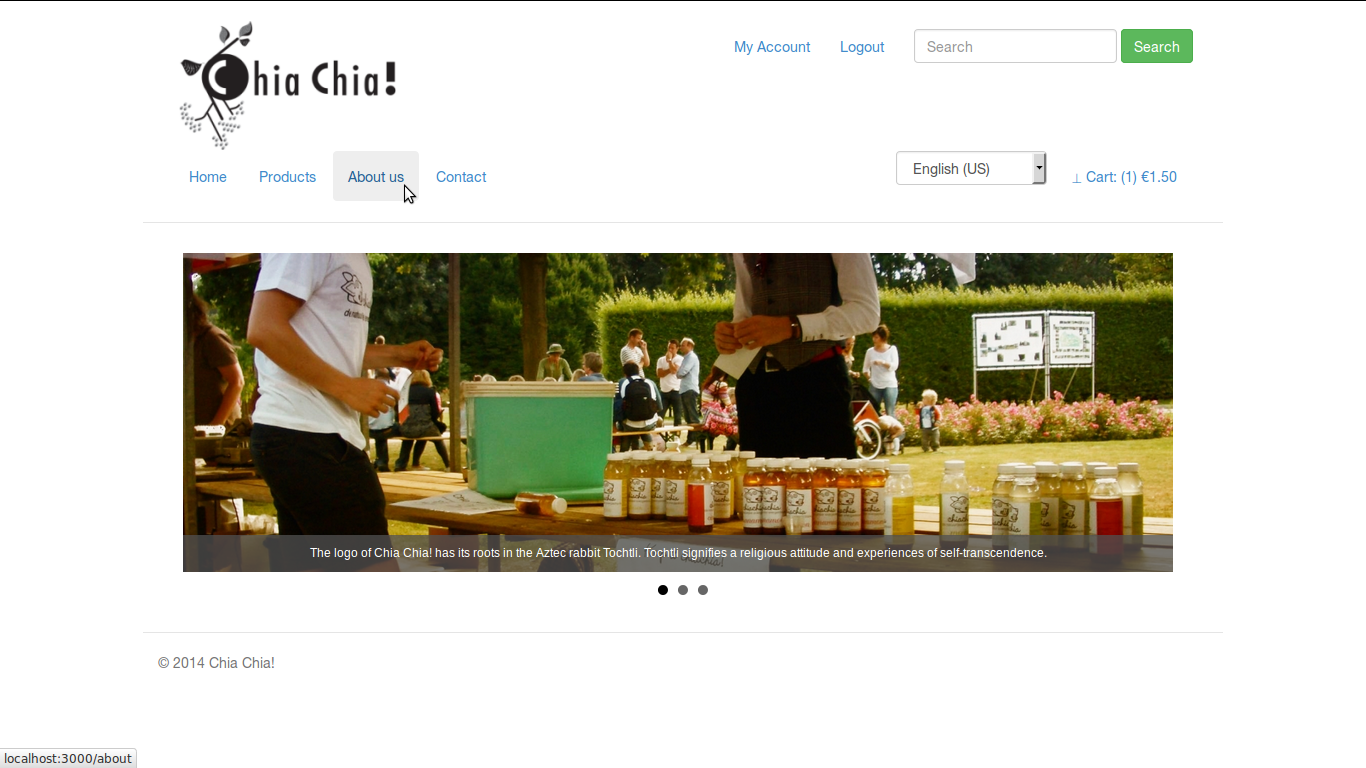 Chia Chia!
My Account Logout Search Search
Home Products About us Contact English (US) Cart: (1) €1.50
The logo of Chia Chia! has its roots in the Aztec rabbit Tochtli. Tochtli signifies a religious attitude and experiences of self-transcendence.
© 2014 Chia Chia!
localhost:3000/about